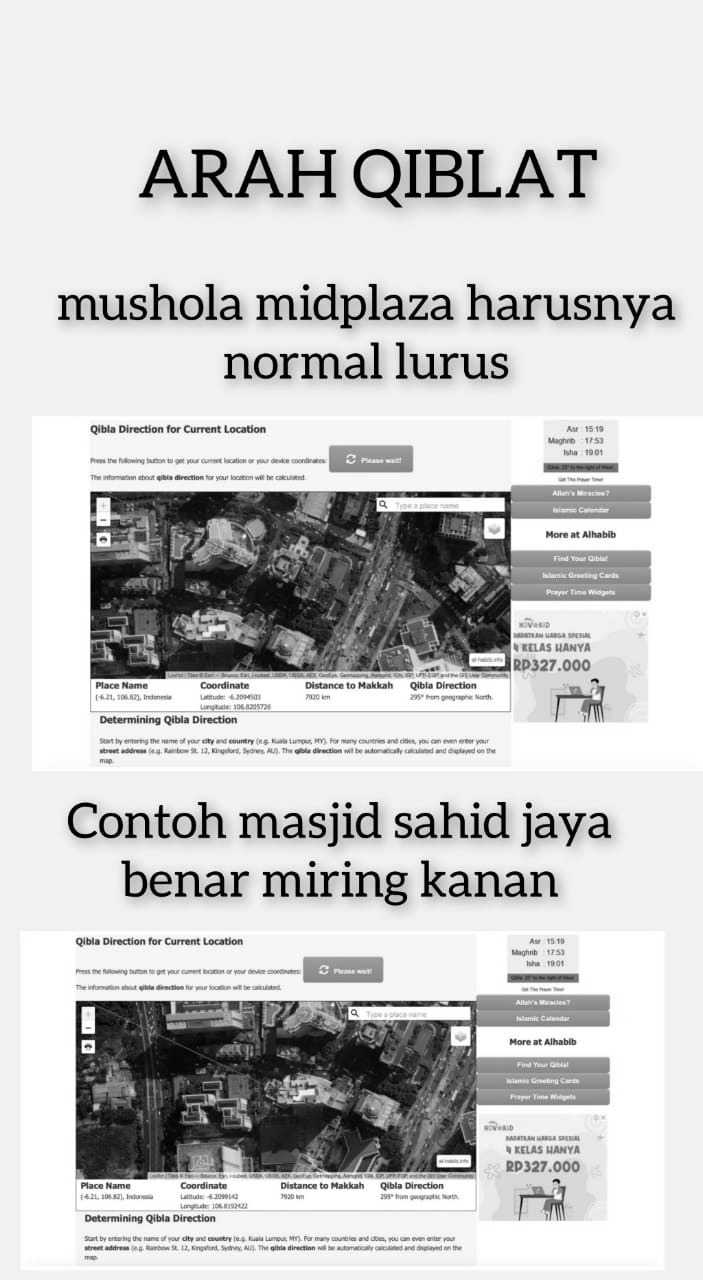 ARAH QIBLAT
mushola midplaza harusnya
normal lurus
Qibla Direction for Current Location
Press the following button to get your current location or your device coordinates:
Please wait!
The information about qibla direction for your location will be calculated.
Type a place name
al-habib.info
Leaflet | Tiles © Esri — Source: Esri, i-cubed, USDA, USGS, AEX, GeoEye, Getmapping, Aerogrid, IGN, IGP, UPR-EGP, and the GIS User Community
Place Name Coordinate Distance to Makkah Qibla Direction
(-6.21, 106.82), Indonesia Latitude: -6.2094503 7920 km 295° from geographic North.
Longitude: 106.8205726
Determining Qibla Direction
Start by entering the name of your city and country (e.g. Kuala Lumpur, MY). For many countries and cities, you can even enter your
street address (e.g. Rainbow St. 12, Kingsford, Sydney, AU). The qibla direction will be automatically calculated and displayed on the
map.
Asr : 15:19
Maghrib : 17:53
Isha : 19:01
Qibla: 25° to the right of West
Get This Prayer Time!
Allah's Miracles?
Islamic Calendar
More at Alhabib
Find Your Qibla!
Islamic Greeting Cards
Prayer Time Widgets
DAPATKAN HARGA SPESIAL
4 KELAS HANYA
RP327.000
Contoh masjid sahid jaya
benar miring kanan
Qibla Direction for Current Location
Press the following button to get your current location or your device coordinates:
Please wait!
The information about qibla direction for your location will be calculated.
Type a place name
al-habib.info
Leaflet | Tiles © Esri — Source: Esri, i-cubed, USDA, USGS, AEX, GeoEye, Getmapping, Aerogrid, IGN, IGP, UPR-EGP, and the GIS User Community
Place Name Coordinate Distance to Makkah Qibla Direction
(-6.21, 106.82), Indonesia Latitude: -6.2099142 7920 km 295° from geographic North.
Longitude: 106.8192422
Determining Qibla Direction
Start by entering the name of your city and country (e.g. Kuala Lumpur, MY). For many countries and cities, you can even enter your
street address (e.g. Rainbow St. 12, Kingsford, Sydney, AU). The qibla direction will be automatically calculated and displayed on the
map.
Asr : 15:19
Maghrib : 17:53
Isha : 19:01
Qibla: 25° to the right of West
Get This Prayer Time!
Allah's Miracles?
Islamic Calendar
More at Alhabib
Find Your Qibla!
Islamic Greeting Cards
Prayer Time Widgets
DAPATKAN HARGA SPESIAL
4 KELAS HANYA
RP327.000